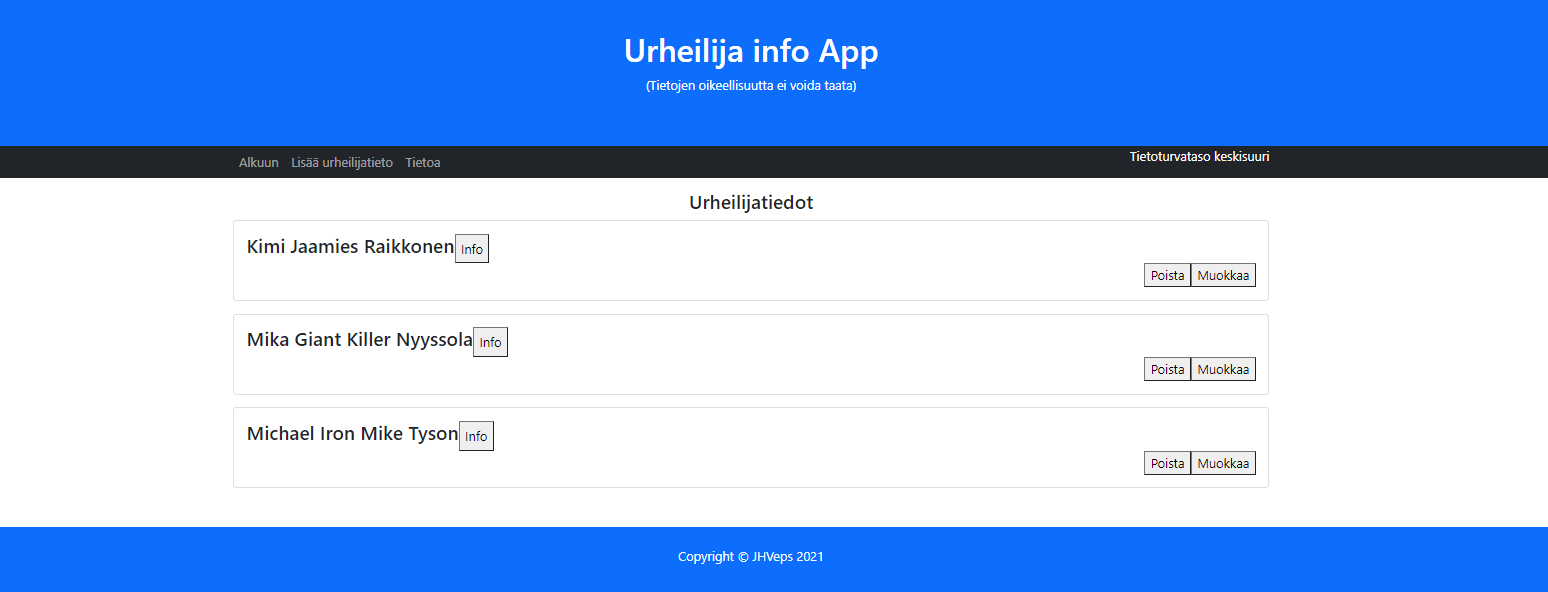 Urheilija info App
(Tietojen oikeellisuutta ei voida taata)
Alkuun Lisää urheilijatieto Tietoa Tietoturvataso keskisuuri
Urheilijatiedot
Kimi Jaamies Raikkonen Info
Poista Muokkaa
Mika Giant Killer Nyyssola Info
Poista Muokkaa
Michael Iron Mike Tyson Info
Poista Muokkaa
Copyright © JHVeps 2021